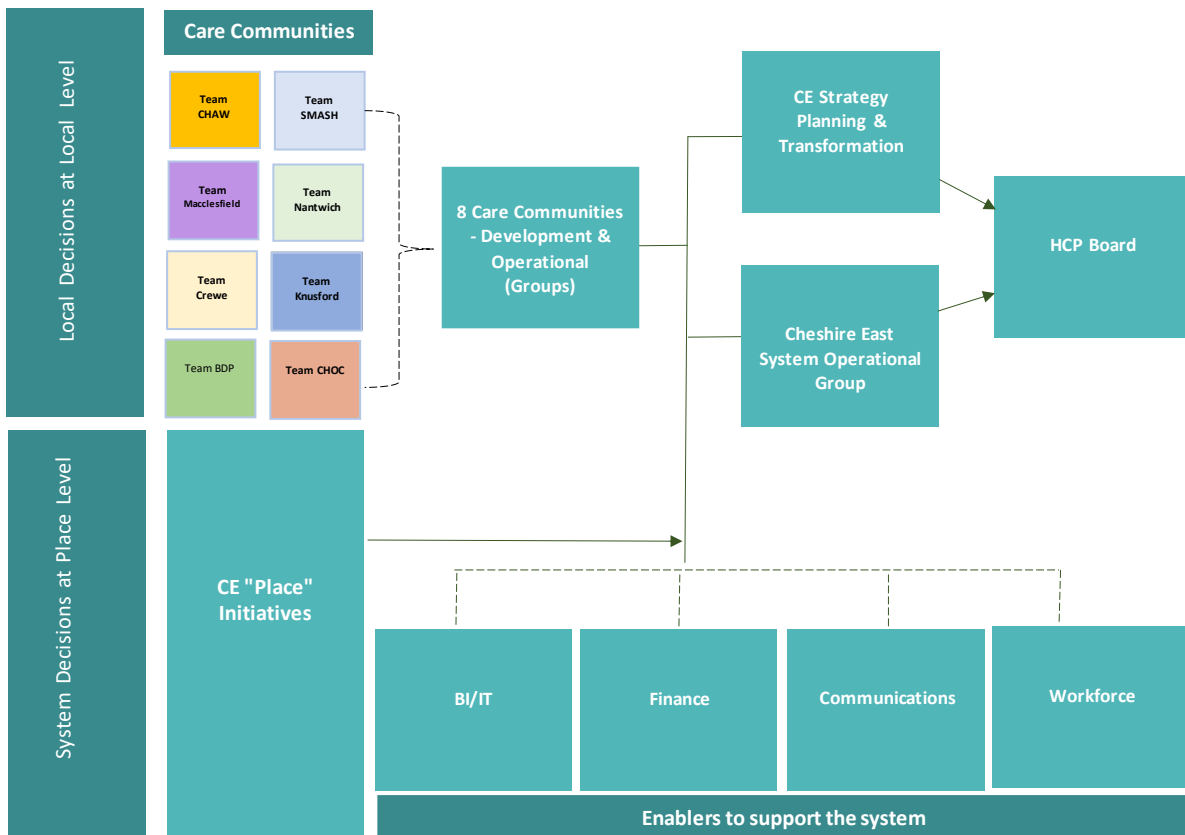 Local Decisions at Local Level
Care Communities
Team
CHAW
Team
SMASH
Team
Macclesfield
Team
Nantwich
Team
Crewe
Team
Knusford
Team BDP
Team CHOC
8 Care Communities
- Development &
Operational
(Groups)
CE Strategy
Planning &
Transformation
Cheshire East
System Operational
Group
HCP Board
System Decisions at Place Level
CE "Place"
Initiatives
BI/IT
Finance
Communications
Workforce
Enablers to support the system